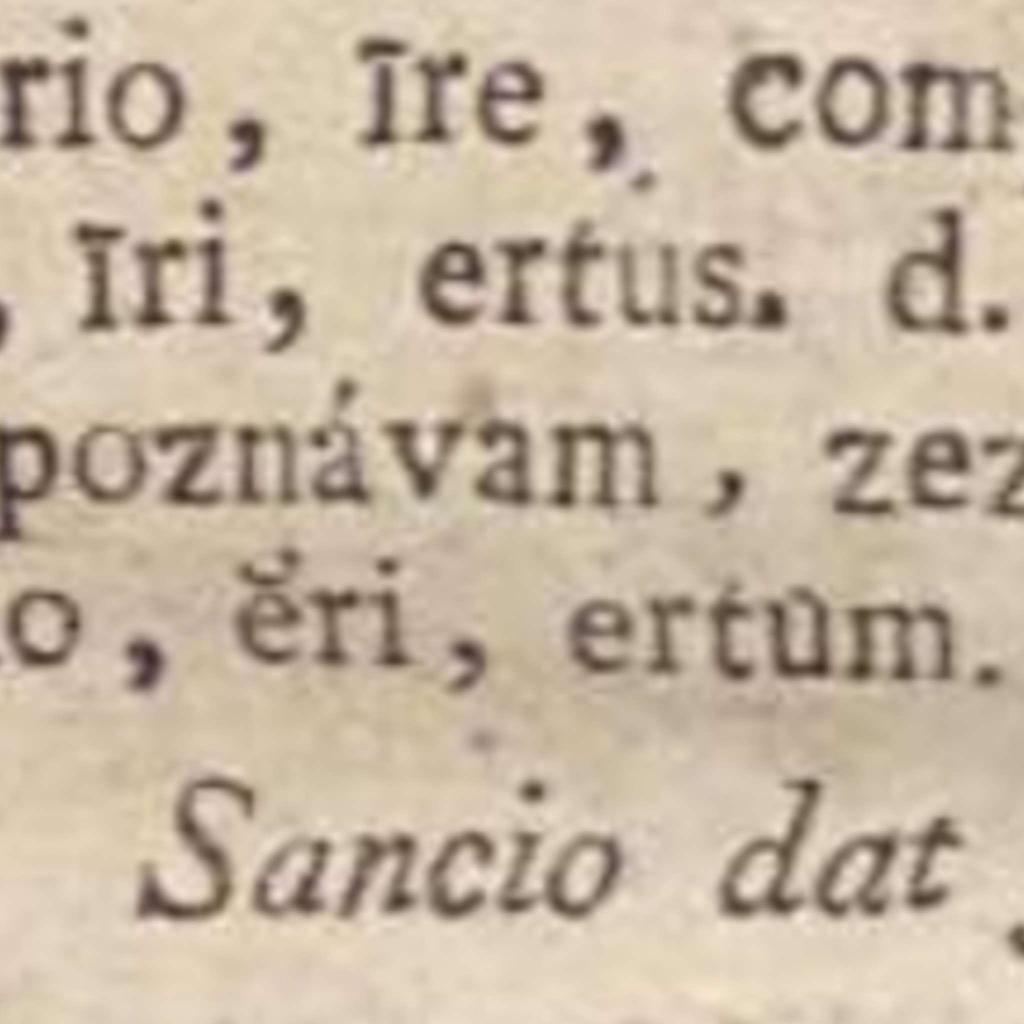 rio, īre, com
, īri, ertus. d.
poznávam, zez
o, ĕri, ertum.
Sancio dat